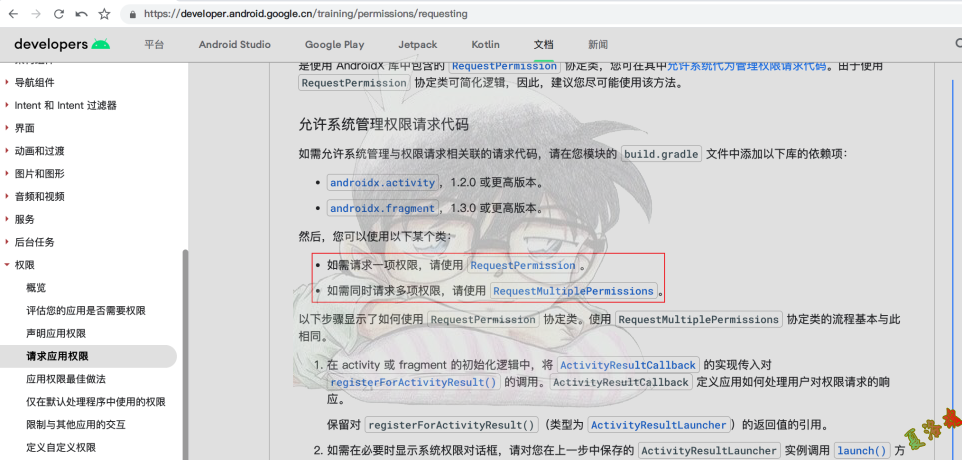 https://developer.android.google.cn/training/permissions/requesting
developers 平台 Android Studio Google Play Jetpack Kotlin 文档 新闻
导航组件
Intent 和 Intent 过滤器
界面
动画和过渡
图片和图形
音频和视频
服务
后台任务
权限
概览
评估您的应用是否需要权限
声明应用权限
请求应用权限
应用权限最佳做法
仅在默认处理程序中使用的权限
限制与其他应用的交互
定义自定义权限
是使用 AndroidX 库中包含的 RequestPermission 协定类，您可在其中允许系统代为管理权限请求代码。由于使用
RequestPermission 协定类可简化逻辑，因此，建议您尽可能使用该方法。
允许系统管理权限请求代码
如需允许系统管理与权限请求相关联的请求代码，请在您模块的 build.gradle 文件中添加以下库的依赖项：
• androidx.activity，1.2.0 或更高版本。
• androidx.fragment，1.3.0 或更高版本。
然后，您可以使用以下某个类：
• 如需请求一项权限，请使用 RequestPermission。
• 如需同时请求多项权限，请使用 RequestMultiplePermissions。
以下步骤显示了如何使用 RequestPermission 协定类。使用 RequestMultiplePermissions 协定类的流程基本与此
相同。
1. 在 activity 或 fragment 的初始化逻辑中，将 ActivityResultCallback 的实现传入对
registerForActivityResult() 的调用。ActivityResultCallback 定义应用如何处理用户对权限请求的响
应。
保留对 registerForActivityResult()（类型为 ActivityResultLauncher）的返回值的引用。
2. 如需在必要时显示系统权限对话框，请对您在上一步中保存的 ActivityResultLauncher 实例调用 launch() 方